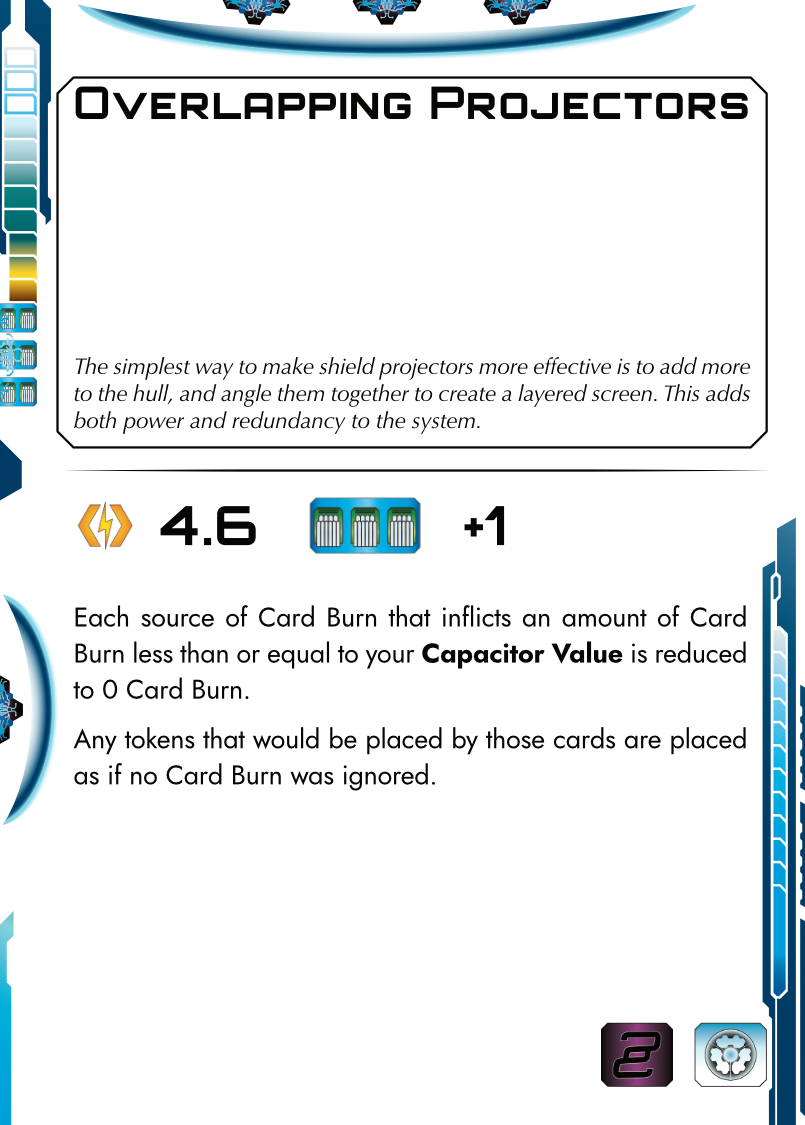 Overlapping Projectors
The simplest way to make shield projectors more effective is to add more
to the hull, and angle them together to create a layered screen. This adds
both power and redundancy to the system.
4.6 +1
Each source of Card Burn that inflicts an amount of Card
Burn less than or equal to your Capacitor Value is reduced
to 0 Card Burn.
Any tokens that would be placed by those cards are placed
as if no Card Burn was ignored.
2